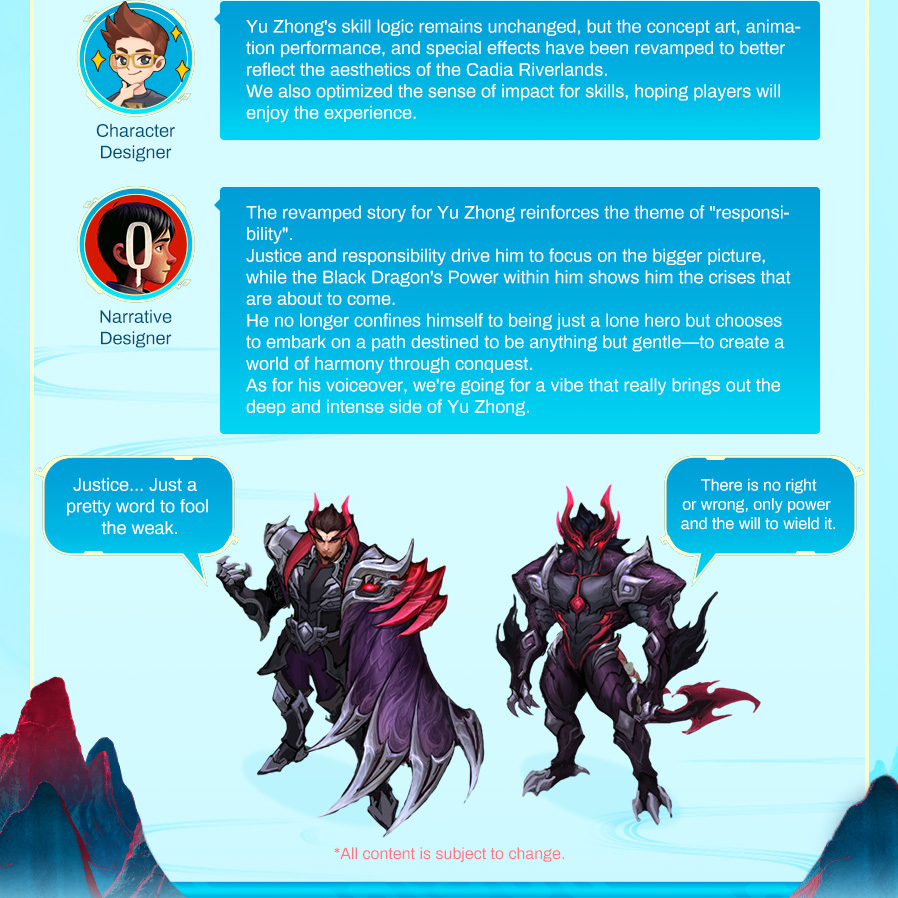 Yu Zhong's skill logic remains unchanged, but the concept art, anima-
tion performance, and special effects have been revamped to better
reflect the aesthetics of the Cadia Riverlands.
We also optimized the sense of impact for skills, hoping players will
enjoy the experience.
Character
Designer
The revamped story for Yu Zhong reinforces the theme of "responsi-
bility".
Justice and responsibility drive him to focus on the bigger picture,
while the Black Dragon's Power within him shows him the crises that
are about to come.
He no longer confines himself to being just a lone hero but chooses
to embark on a path destined to be anything but gentle—to create a
world of harmony through conquest.
As for his voiceover, we're going for a vibe that really brings out the
deep and intense side of Yu Zhong.
Narrative
Designer
Justice... Just a
pretty word to fool
the weak.
There is no right
or wrong, only power
and the will to wield it.
*All content is subject to change.